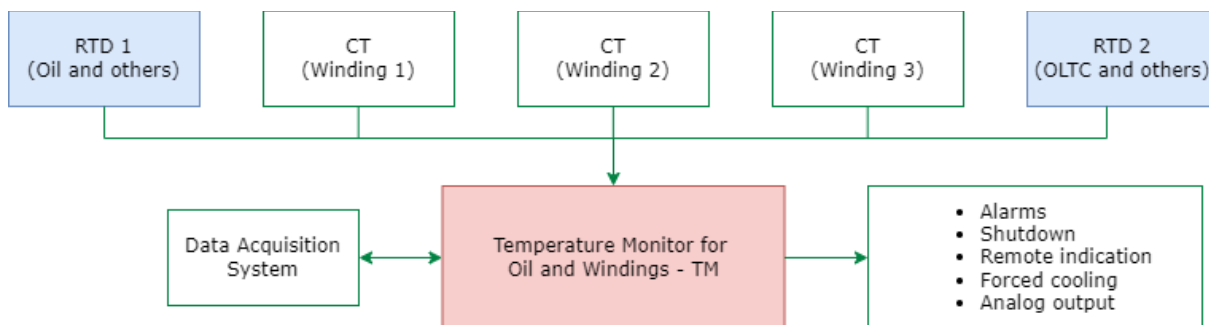 RTD 1
(Oil and others)
CT
(Winding 1)
CT
(Winding 2)
CT
(Winding 3)
RTD 2
(OLTC and others)
Data Acquisition
System
Temperature Monitor for
Oil and Windings - TM
• Alarms
• Shutdown
• Remote indication
• Forced cooling
• Analog output